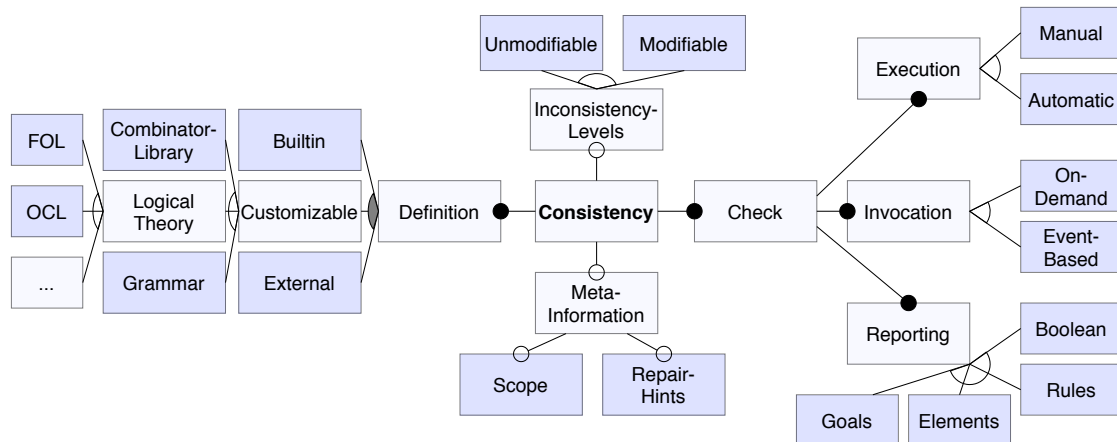 Unmodifiable
Modifiable
Inconsistency-
Levels
Execution
Manual
Automatic
FOL
OCL
...
Combinator-
Library
Logical
Theory
Grammar
Builtin
Customizable
External
Definition
Consistency
Check
Invocation
On-
Demand
Event-
Based
Meta-
Information
Scope
Repair-
Hints
Reporting
Boolean
Rules
Goals
Elements